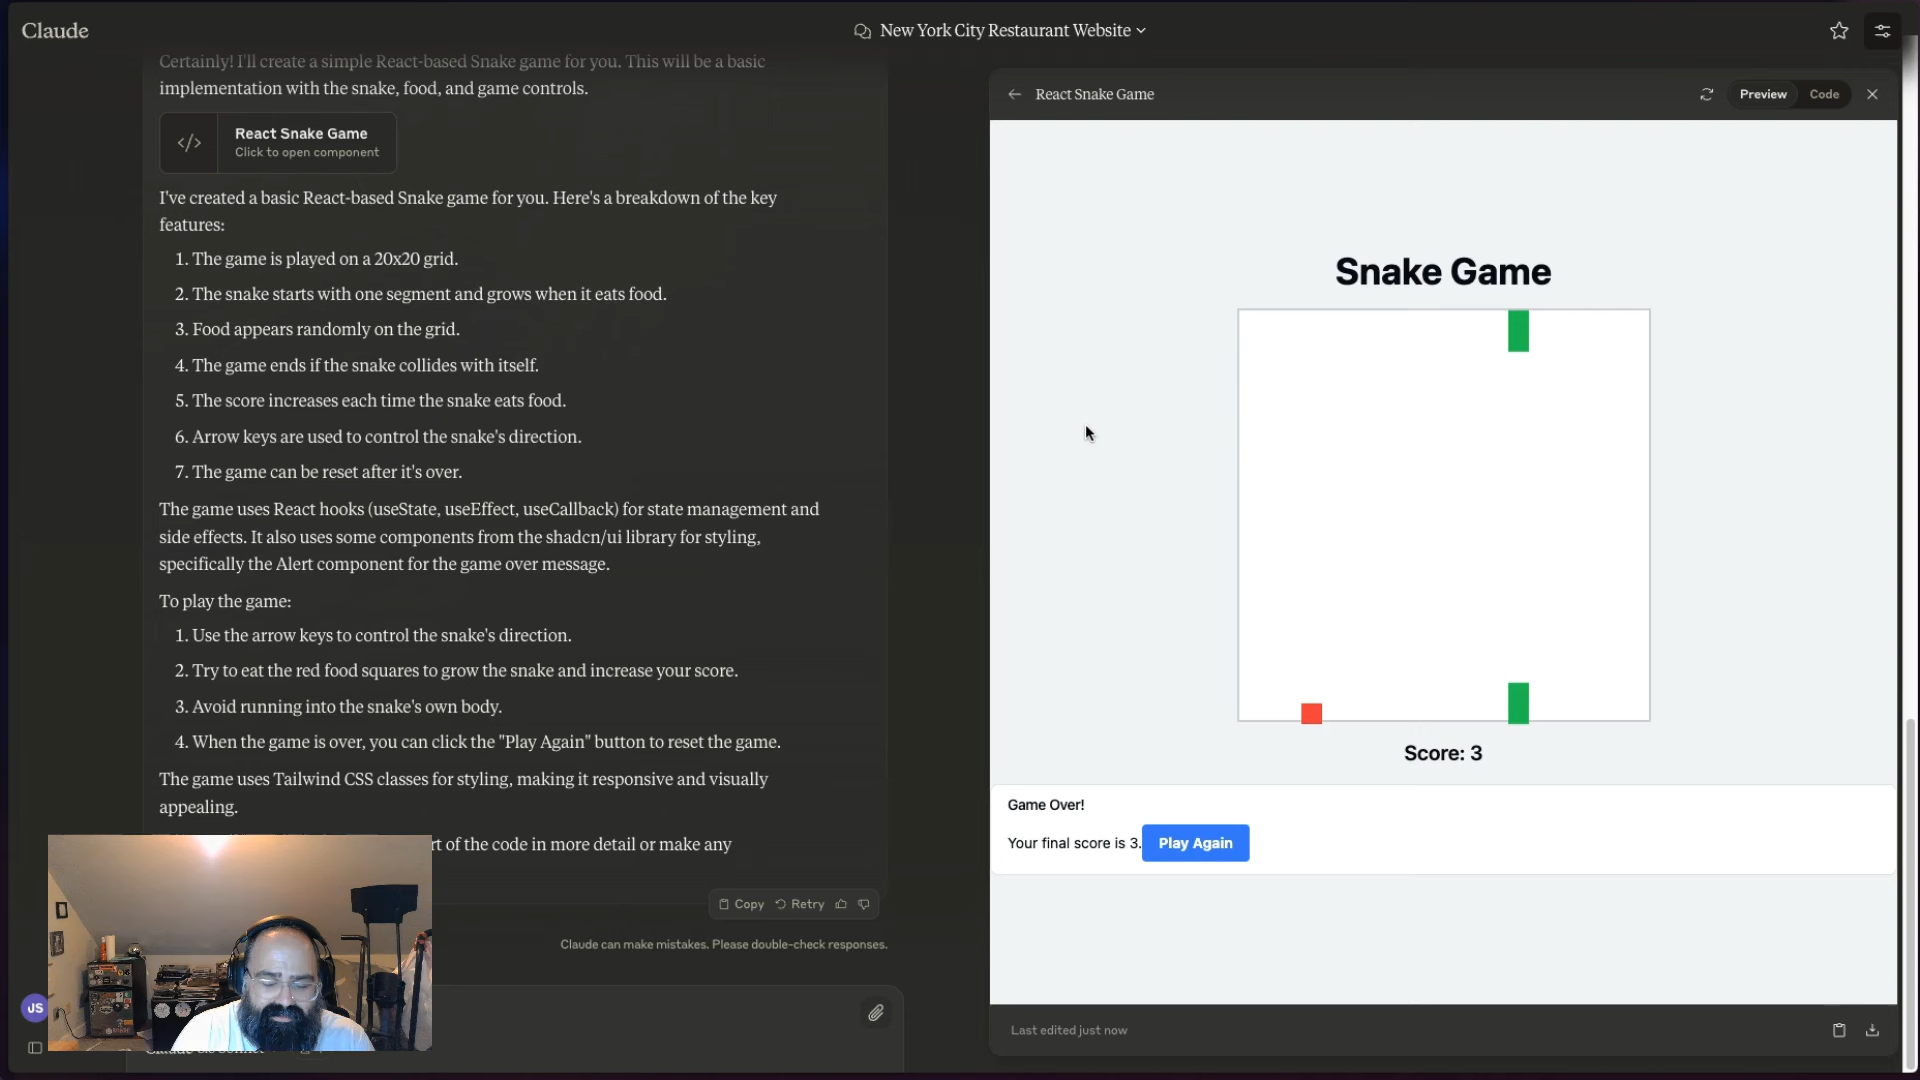 Claude
New York City Restaurant Website
Certainly! I'll create a simple React-based Snake game for you. This will be a basic
implementation with the snake, food, and game controls.
</>
React Snake Game
Click to open component
I've created a basic React-based Snake game for you. Here's a breakdown of the key
features:
1. The game is played on a 20x20 grid.
2. The snake starts with one segment and grows when it eats food.
3. Food appears randomly on the grid.
4. The game ends if the snake collides with itself.
5. The score increases each time the snake eats food.
6. Arrow keys are used to control the snake's direction.
7. The game can be reset after it's over.
The game uses React hooks (useState, useEffect, useCallback) for state management and
side effects. It also uses some components from the shadcn/ui library for styling,
specifically the Alert component for the game over message.
To play the game:
1. Use the arrow keys to control the snake's direction.
2. Try to eat the red food squares to grow the snake and increase your score.
3. Avoid running into the snake's own body.
4. When the game is over, you can click the "Play Again" button to reset the game.
The game uses Tailwind CSS classes for styling, making it responsive and visually
appealing.
of the code in more detail or make any
Copy
Retry
Claude can make mistakes. Please double-check responses.
JS
React Snake Game
Preview
Code
Snake Game
Score: 3
Game Over!
Your final score is 3.
Play Again
Last edited just now